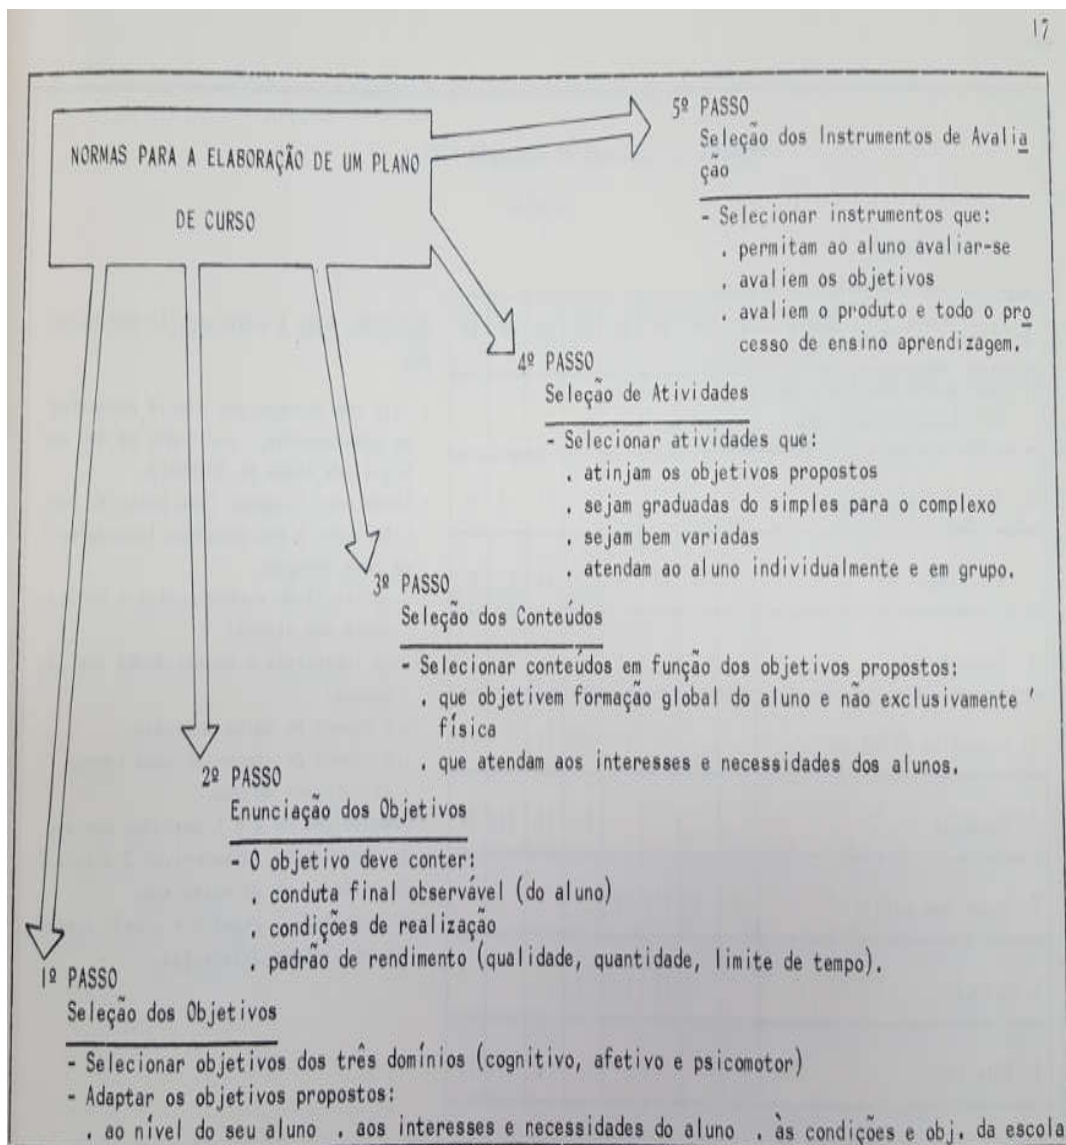 17
NORMAS PARA A ELABORAÇÃO DE UM PLANO
DE CURSO
5º PASSO
Seleção dos Instrumentos de Avalia
ção
- Selecionar instrumentos que:
. permitam ao aluno avaliar-se
. avaliem os objetivos
. avaliem o produto e todo o pro
cesso de ensino aprendizagem.
4º PASSO
Seleção de Atividades
- Selecionar atividades que:
. atinjam os objetivos propostos
. sejam graduadas do simples para o complexo
. sejam bem variadas
. atendam ao aluno individualmente e em grupo.
3º PASSO
Seleção dos Conteúdos
- Selecionar conteúdos em função dos objetivos propostos:
. que objetivem formação global do aluno e não exclusivamente '
física
. que atendam aos interesses e necessidades dos alunos.
2º PASSO
Enunciação dos Objetivos
- O objetivo deve conter:
. conduta final observável (do aluno)
. condições de realização
. padrão de rendimento (qualidade, quantidade, limite de tempo).
1º PASSO
Seleção dos Objetivos
- Selecionar objetivos dos três domínios (cognitivo, afetivo e psicomotor)
- Adaptar os objetivos propostos:
. ao nível do seu aluno . aos interesses e necessidades do aluno . às condições e obj. da escola